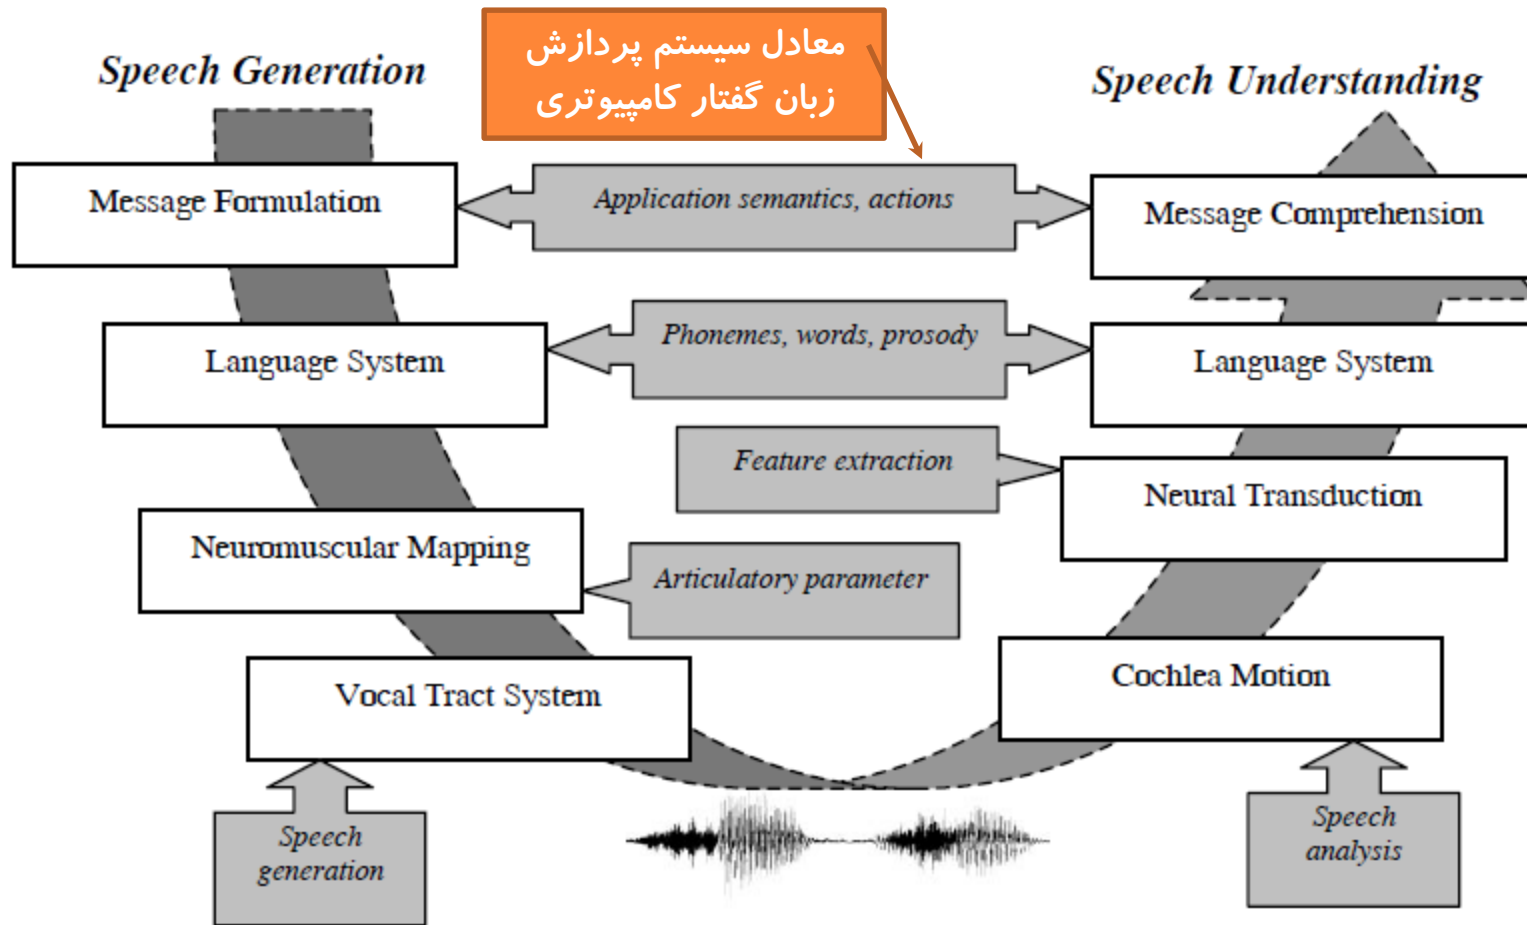 معادل سیستم پردازش
زبان گفتار کامپیوتری
Speech Generation
Speech Understanding
Message Formulation
Application semantics, actions
Message Comprehension
Language System
Phonemes, words, prosody
Language System
Feature extraction
Neural Transduction
Neuromuscular Mapping
Articulatory parameter
Vocal Tract System
Cochlea Motion
Speech
generation
Speech
analysis